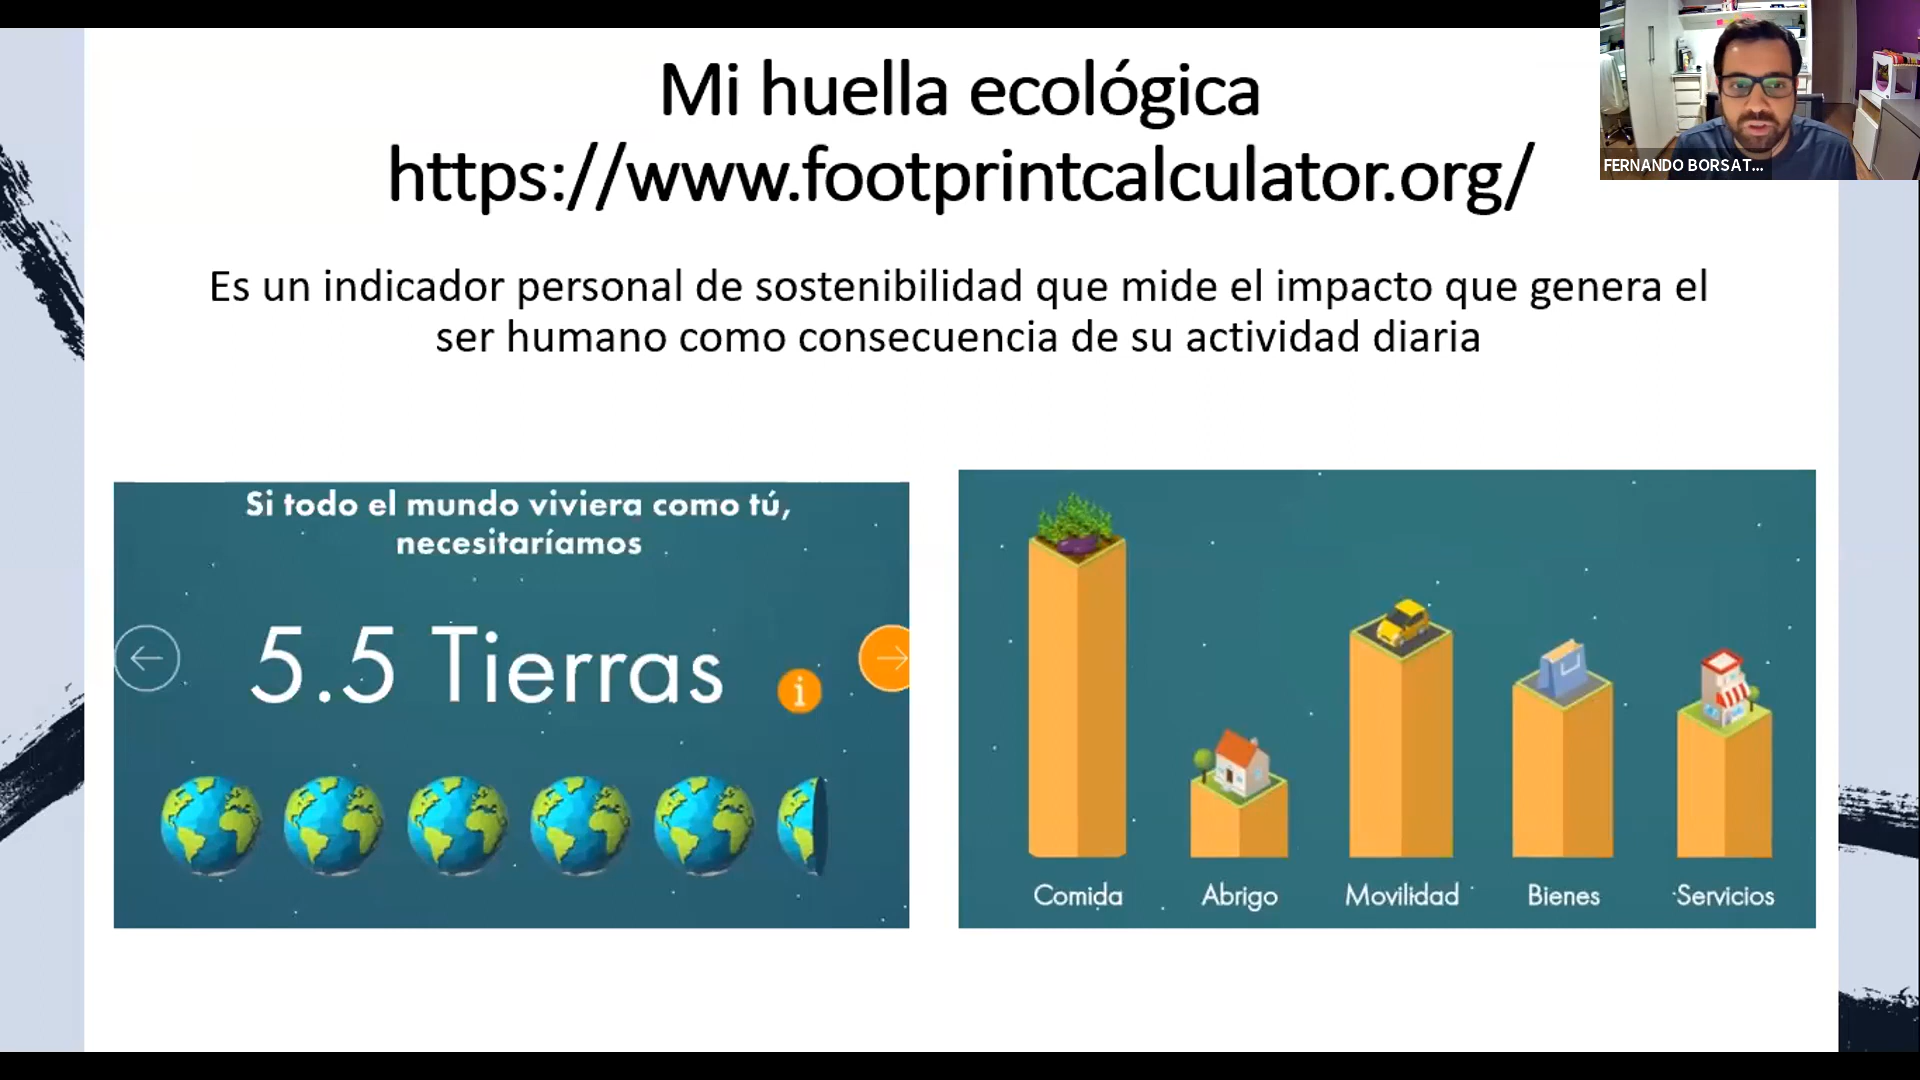 Mi huella ecológica
https://www.footprintcalculator.org/
FERNANDO BORSAT...
Es un indicador personal de sostenibilidad que mide el impacto que genera el
ser humano como consecuencia de su actividad diaria
Si todo el mundo viviera como tú,
necesitaríamos
5.5 Tierras
i
Comida
Abrigo
Movilidad
Bienes
Servicios